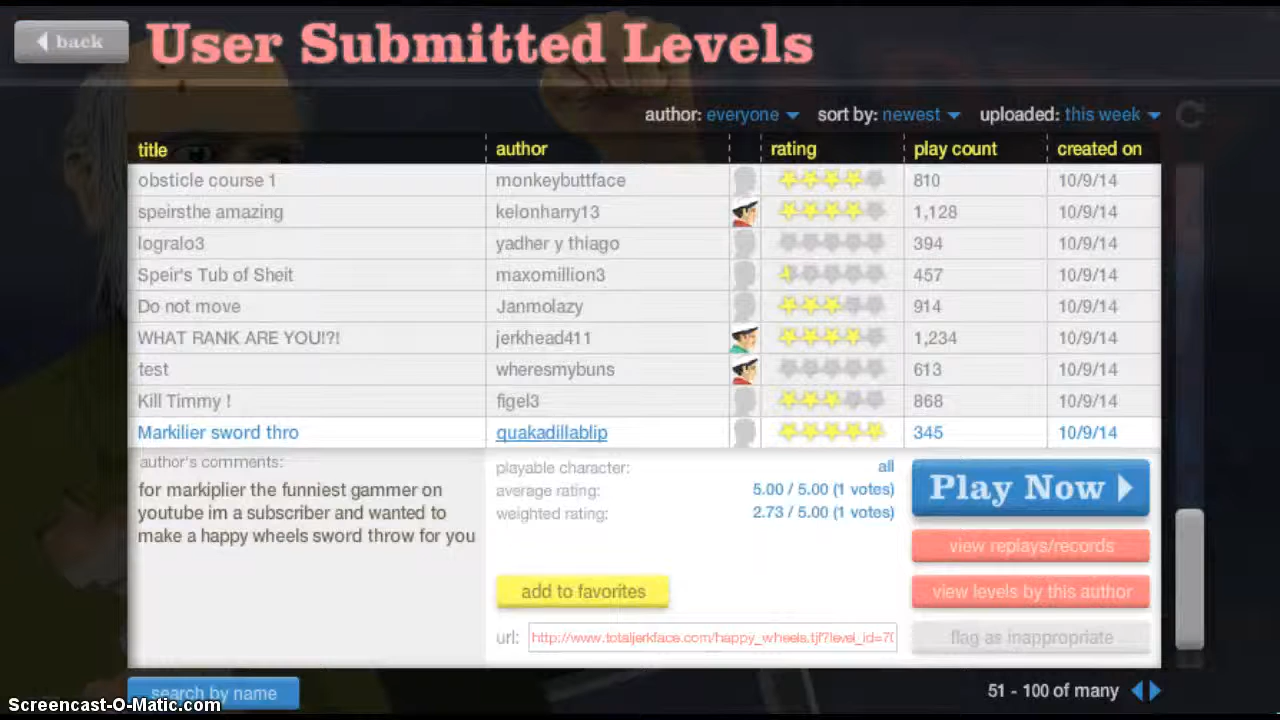 back
User Submitted Levels
author: everyone sort by: newest uploaded: this week
title author rating play count created on
obsticle course 1 monkeybuttface 810 10/9/14
speirsthe amazing kelonharry13 1,128 10/9/14
logralo3 yadher y thiago 394 10/9/14
Speir's Tub of Sheit maxomillion3 457 10/9/14
Do not move Janmolazy 914 10/9/14
WHAT RANK ARE YOU!?! jerkhead411 1,234 10/9/14
test wheresmybuns 613 10/9/14
Kill Timmy ! figel3 868 10/9/14
Markilier sword thro quakadillablip 345 10/9/14
author's comments:
for markiplier the funniest gammer on
youtube im a subscriber and wanted to
make a happy wheels sword throw for you
playable character: all
average rating: 5.00 / 5.00 (1 votes)
weighted rating: 2.73 / 5.00 (1 votes)
add to favorites
url: http://www.totaljerkface.com/happy_wheels.tjf?level_id=7
Play Now
view replays/records
view levels by this author
flag as inappropriate
search by name
51 - 100 of many
Screencast-O-Matic.com